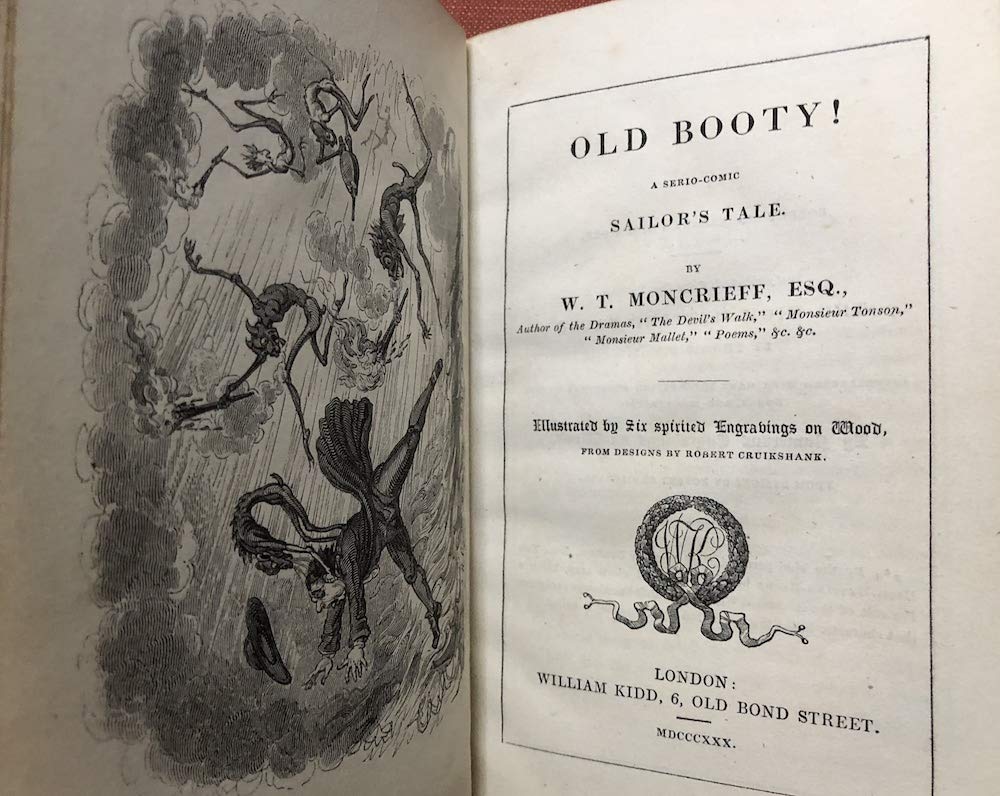 OLD BOOTY!
A SERIO-COMIC
SAILOR'S TALE.
BY
W. T. MONCRIEFF, ESQ.,
Author of the Dramas, "The Devil's Walk," "Monsieur Tonson,"
"Monsieur Mallet," "Poems," &c. &c.
Illustrated by Six spirited Engravings on Wood,
FROM DESIGNS BY ROBERT CRUIKSHANK.
WK
LONDON:
WILLIAM KIDD, 6, OLD BOND STREET.
MDCCCXXX.